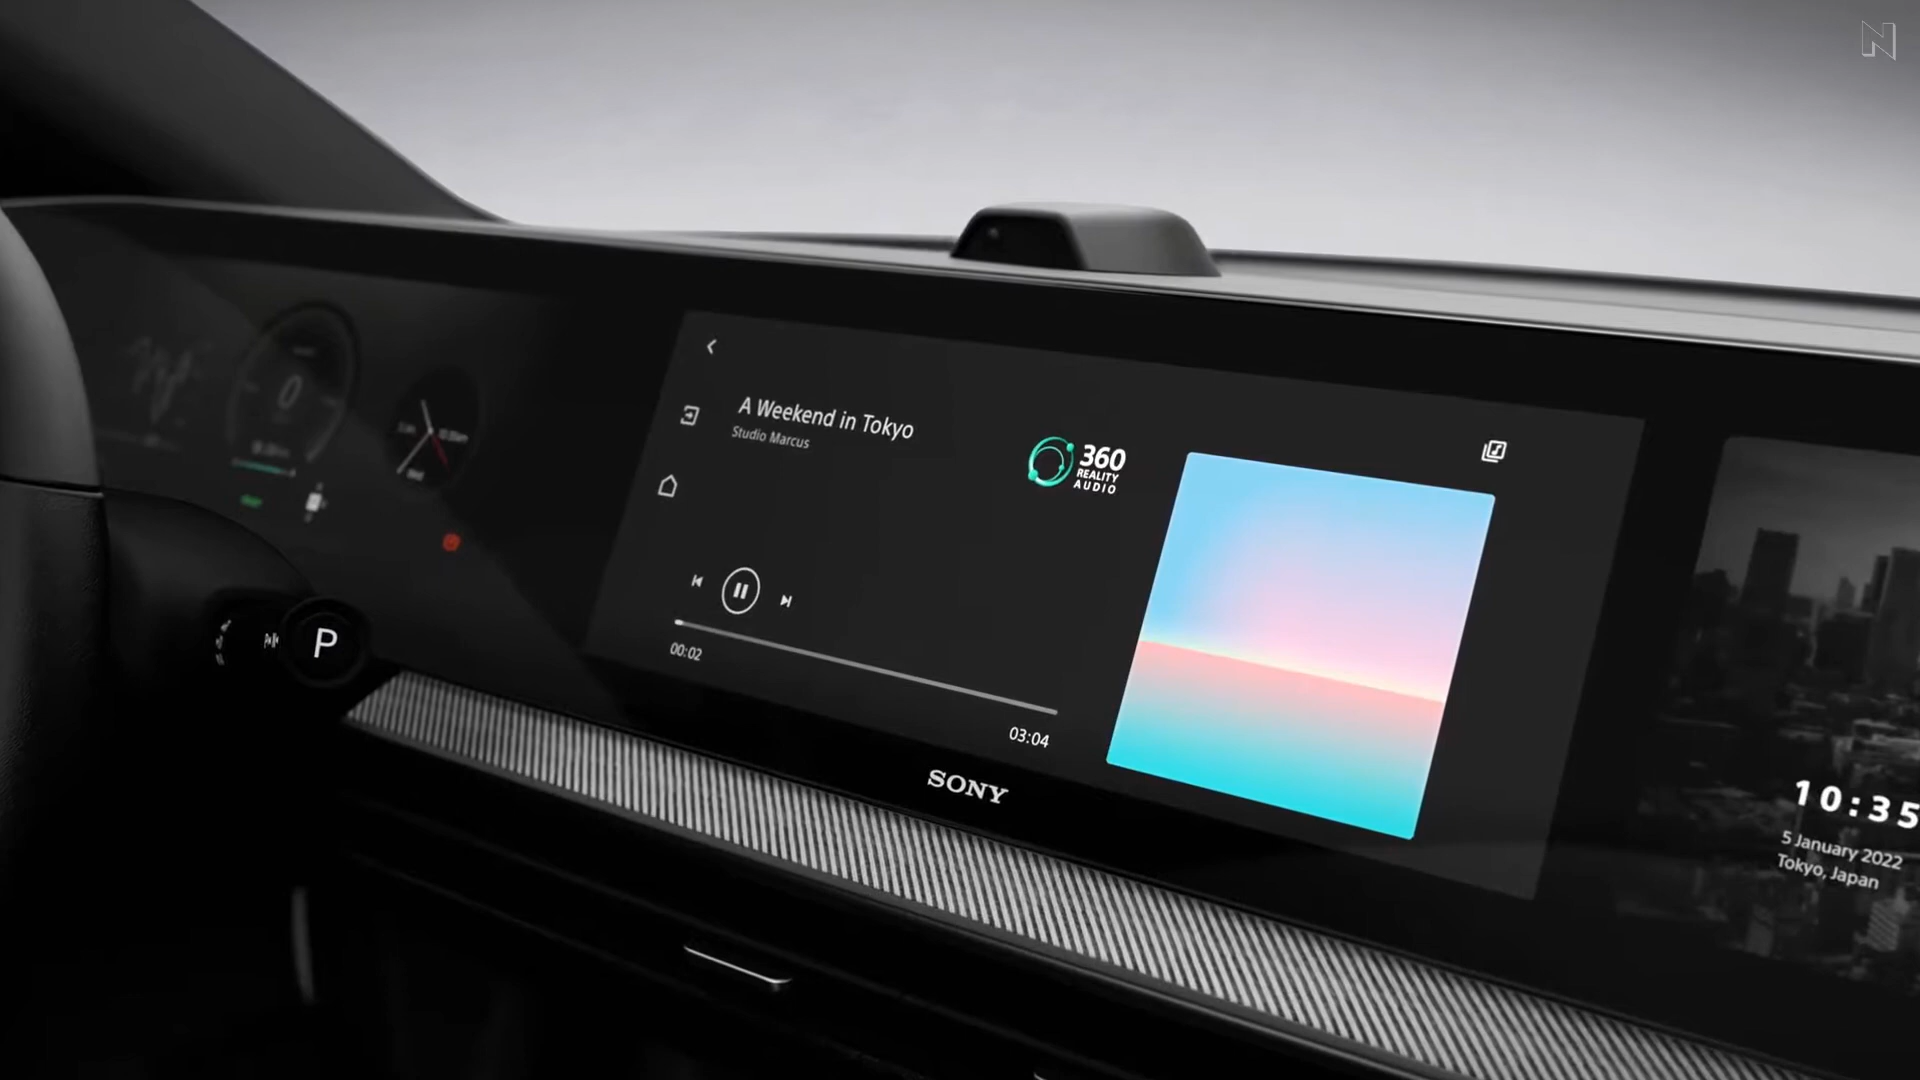 0
P
A Weekend in Tokyo
Studio Marcus
360
REALITY
AUDIO
00:02
03:04
SONY
10:35
5 January 2022
Tokyo, Japan
N